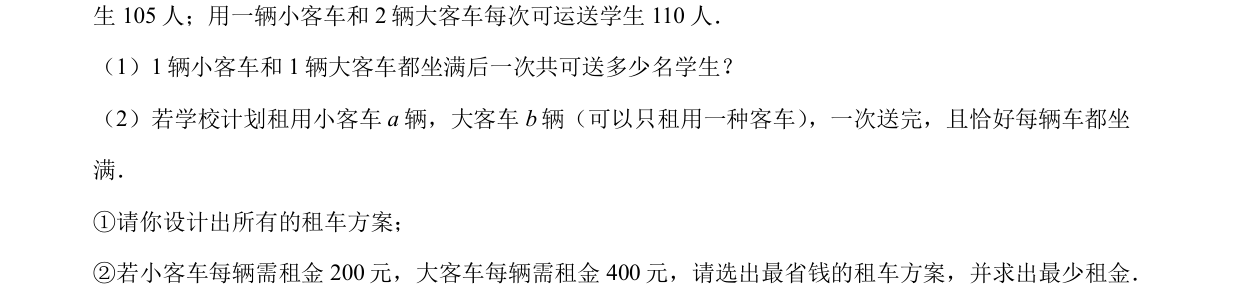 生 105 人；用一辆小客车和 2 辆大客车每次可运送学生 110 人．
（1）1 辆小客车和 1 辆大客车都坐满后一次共可送多少名学生？
（2）若学校计划租用小客车 a 辆，大客车 b 辆（可以只租用一种客车），一次送完，且恰好每辆车都坐
满．
①请你设计出所有的租车方案；
②若小客车每辆需租金 200 元，大客车每辆需租金 400 元，请选出最省钱的租车方案，并求出最少租金．